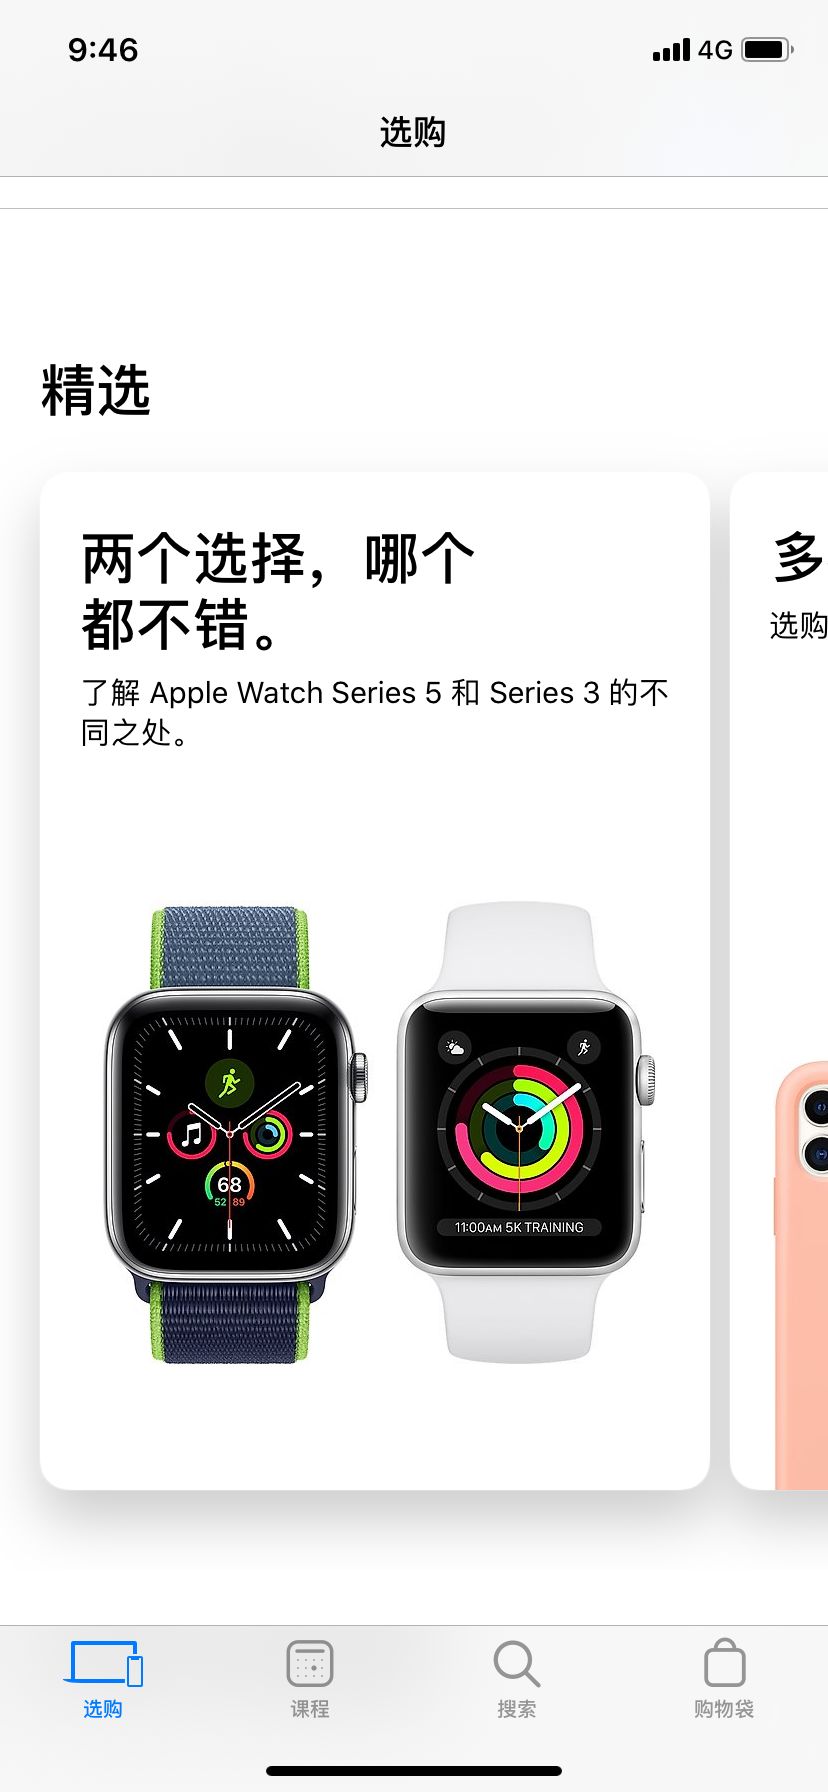 9:46
4G
选购
精选
两个选择，哪个
都不错。
了解 Apple Watch Series 5 和 Series 3 的不
同之处。
多
选购
68
52 89
11:00AM 5K TRAINING
选购
课程
搜索
购物袋